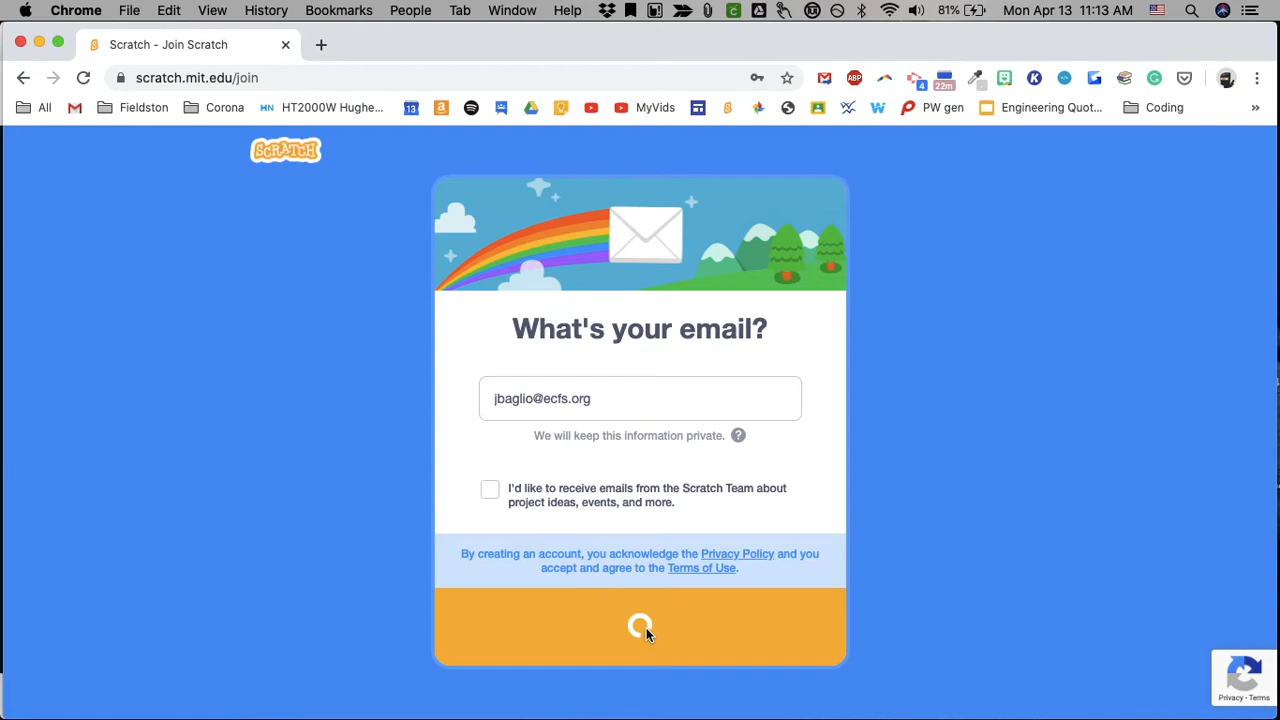 Chrome File Edit View History Bookmarks People Tab Window Help 81% Mon Apr 13 11:13 AM
Scratch - Join Scratch
scratch.mit.edu/join
4 22m
All Fieldston Corona HN HT2000W Hughe... 13 MyVids PW gen Engineering Quot... Coding »
SCRATCH
What's your email?
jbaglio@ecfs.org
We will keep this information private. ?
I'd like to receive emails from the Scratch Team about
project ideas, events, and more.
By creating an account, you acknowledge the Privacy Policy and you
accept and agree to the Terms of Use.
Privacy - Terms